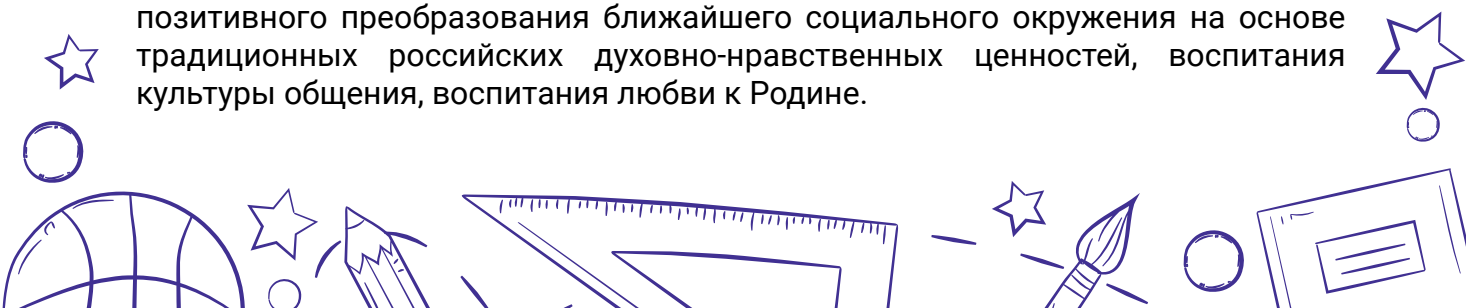 позитивного преобразования ближайшего социального окружения на основе
традиционных российских духовно-нравственных ценностей, воспитания
культуры общения, воспитания любви к Родине.